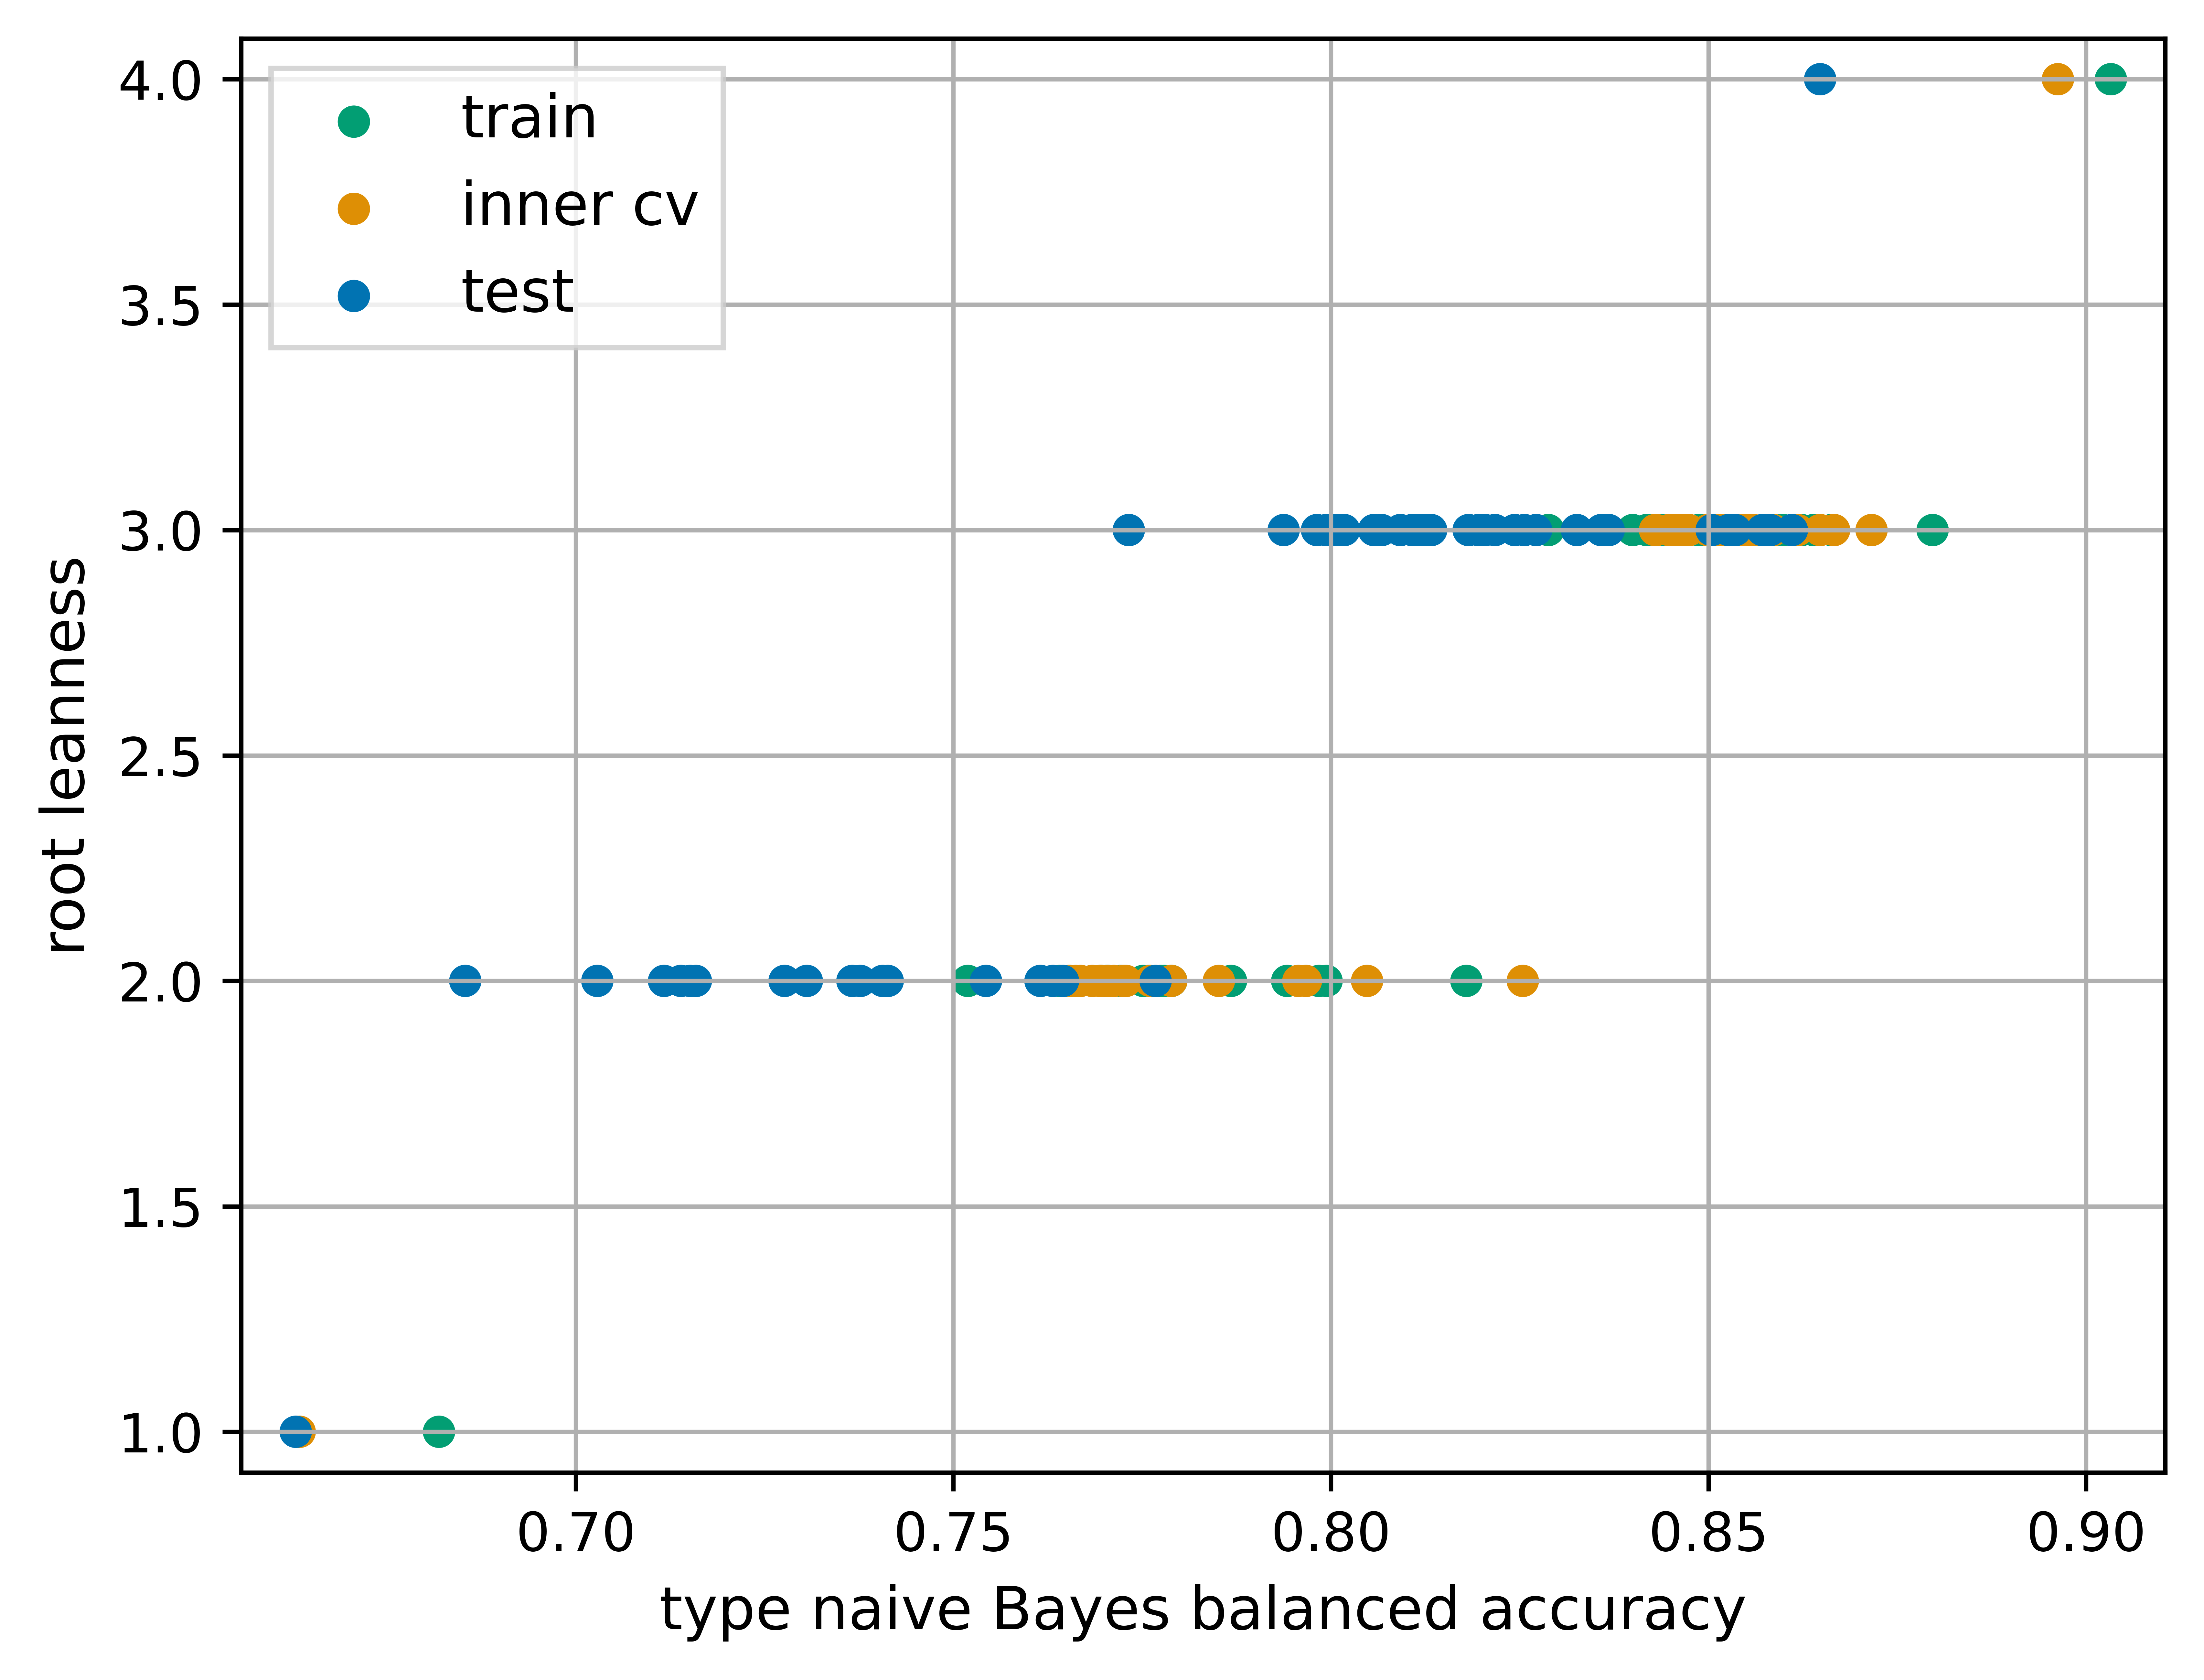 4.0
3.5
3.0
2.5
2.0
1.5
1.0
root leanness
train
inner cv
test
0.70 0.75 0.80 0.85 0.90
type naive Bayes balanced accuracy